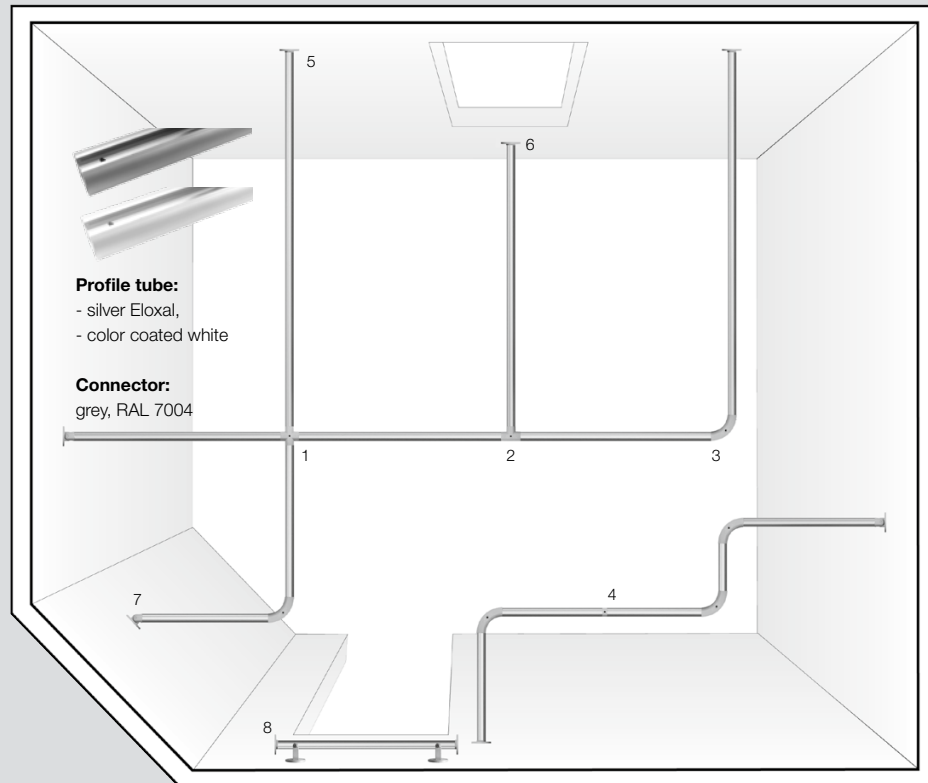 5
6
Profile tube:
- silver Eloxal,
- color coated white
Connector:
grey, RAL 7004
1
2
3
4
7
8